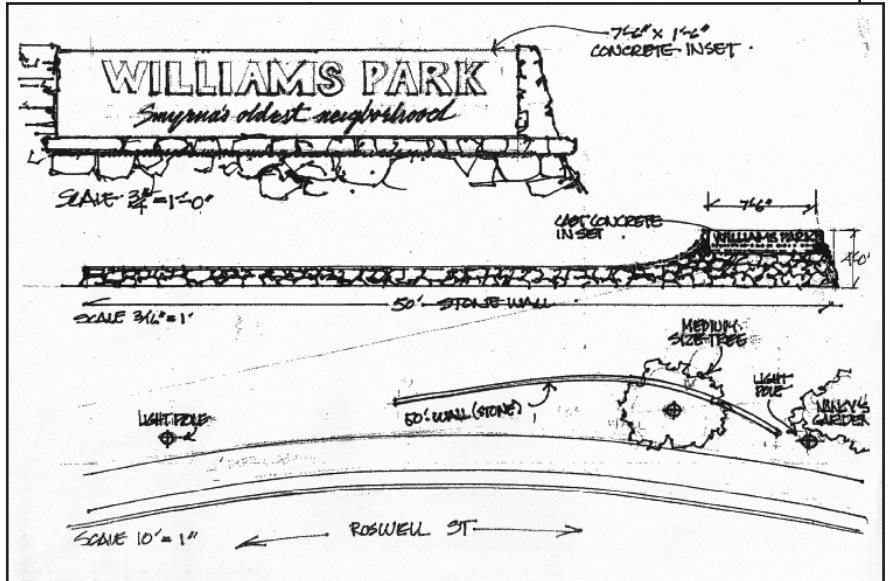 7'-6" x 1'-6"
CONCRETE INSET.
WILLIAMS PARK
Smyrna's oldest neighborhood
SCALE 3/4" = 1'-0"
7'-6"
CAST CONCRETE
INSET
WILLIAMS PARK
4'-0"
50' STONE WALL
SCALE 3/16" = 1'
MEDIUM
SIZE TREE
LIGHT
POLE
NANCY'S
GARDEN
50' WALL (STONE)
LIGHT POLE
SCALE 10' = 1"
ROSWELL ST